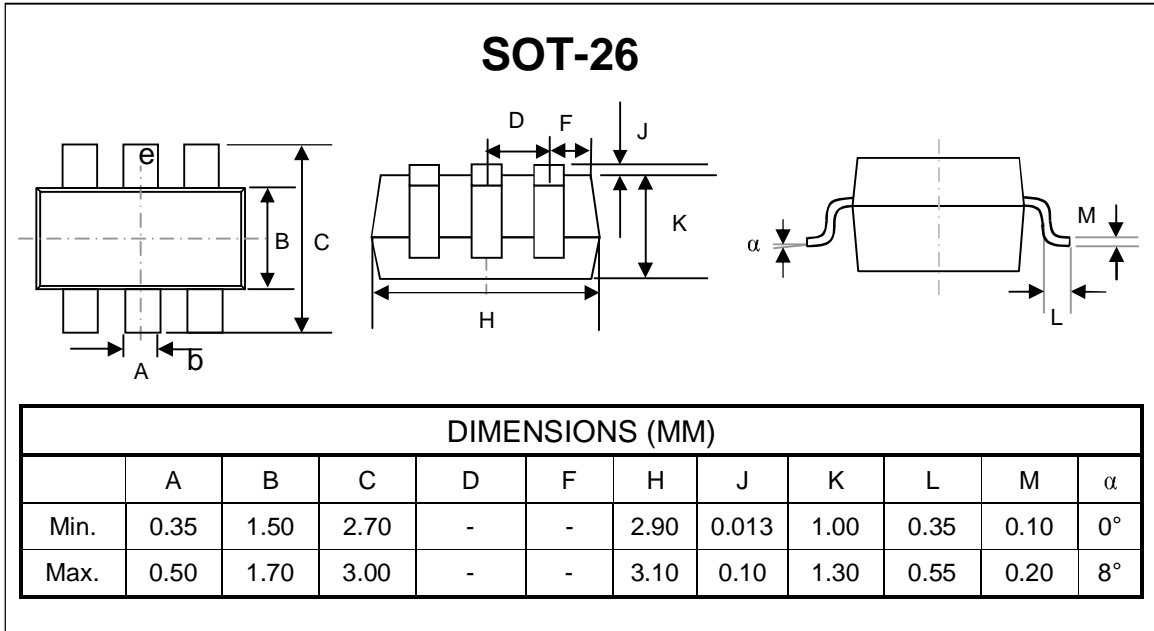 SOT-26
e
B
C
A
b
D
F
J
K
H
α
M
L
DIMENSIONS (MM)
A B C D F H J K L M α
Min. 0.35 1.50 2.70 - - 2.90 0.013 1.00 0.35 0.10 0°
Max. 0.50 1.70 3.00 - - 3.10 0.10 1.30 0.55 0.20 8°